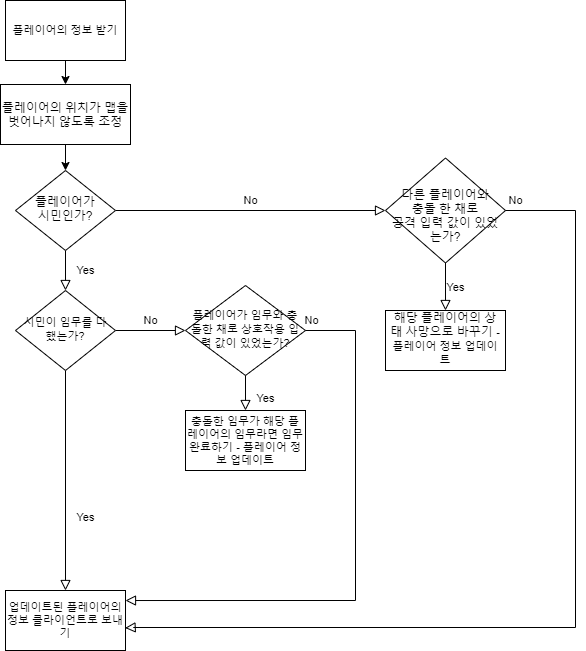 플레이어의 정보 받기
플레이어의 위치가 맵을
벗어나지 않도록 조정
플레이어가
시민인가?
No
다른 플레이어와
충돌 한 채로
공격 입력 값이 있었
는가?
No
Yes
Yes
해당 플레이어의 상
태 사망으로 바꾸기 -
플레이어 정보 업데이
트
시민이 임무를 다
했는가?
No
플레이어가 임무와 충
돌한 채로 상호작용 입
력 값이 있었는가?
No
Yes
충돌한 임무가 해당 플
레이어의 임무라면 임무
완료하기 - 플레이어 정
보 업데이트
Yes
업데이트된 플레이어의
정보 클라이언트로 보내
기